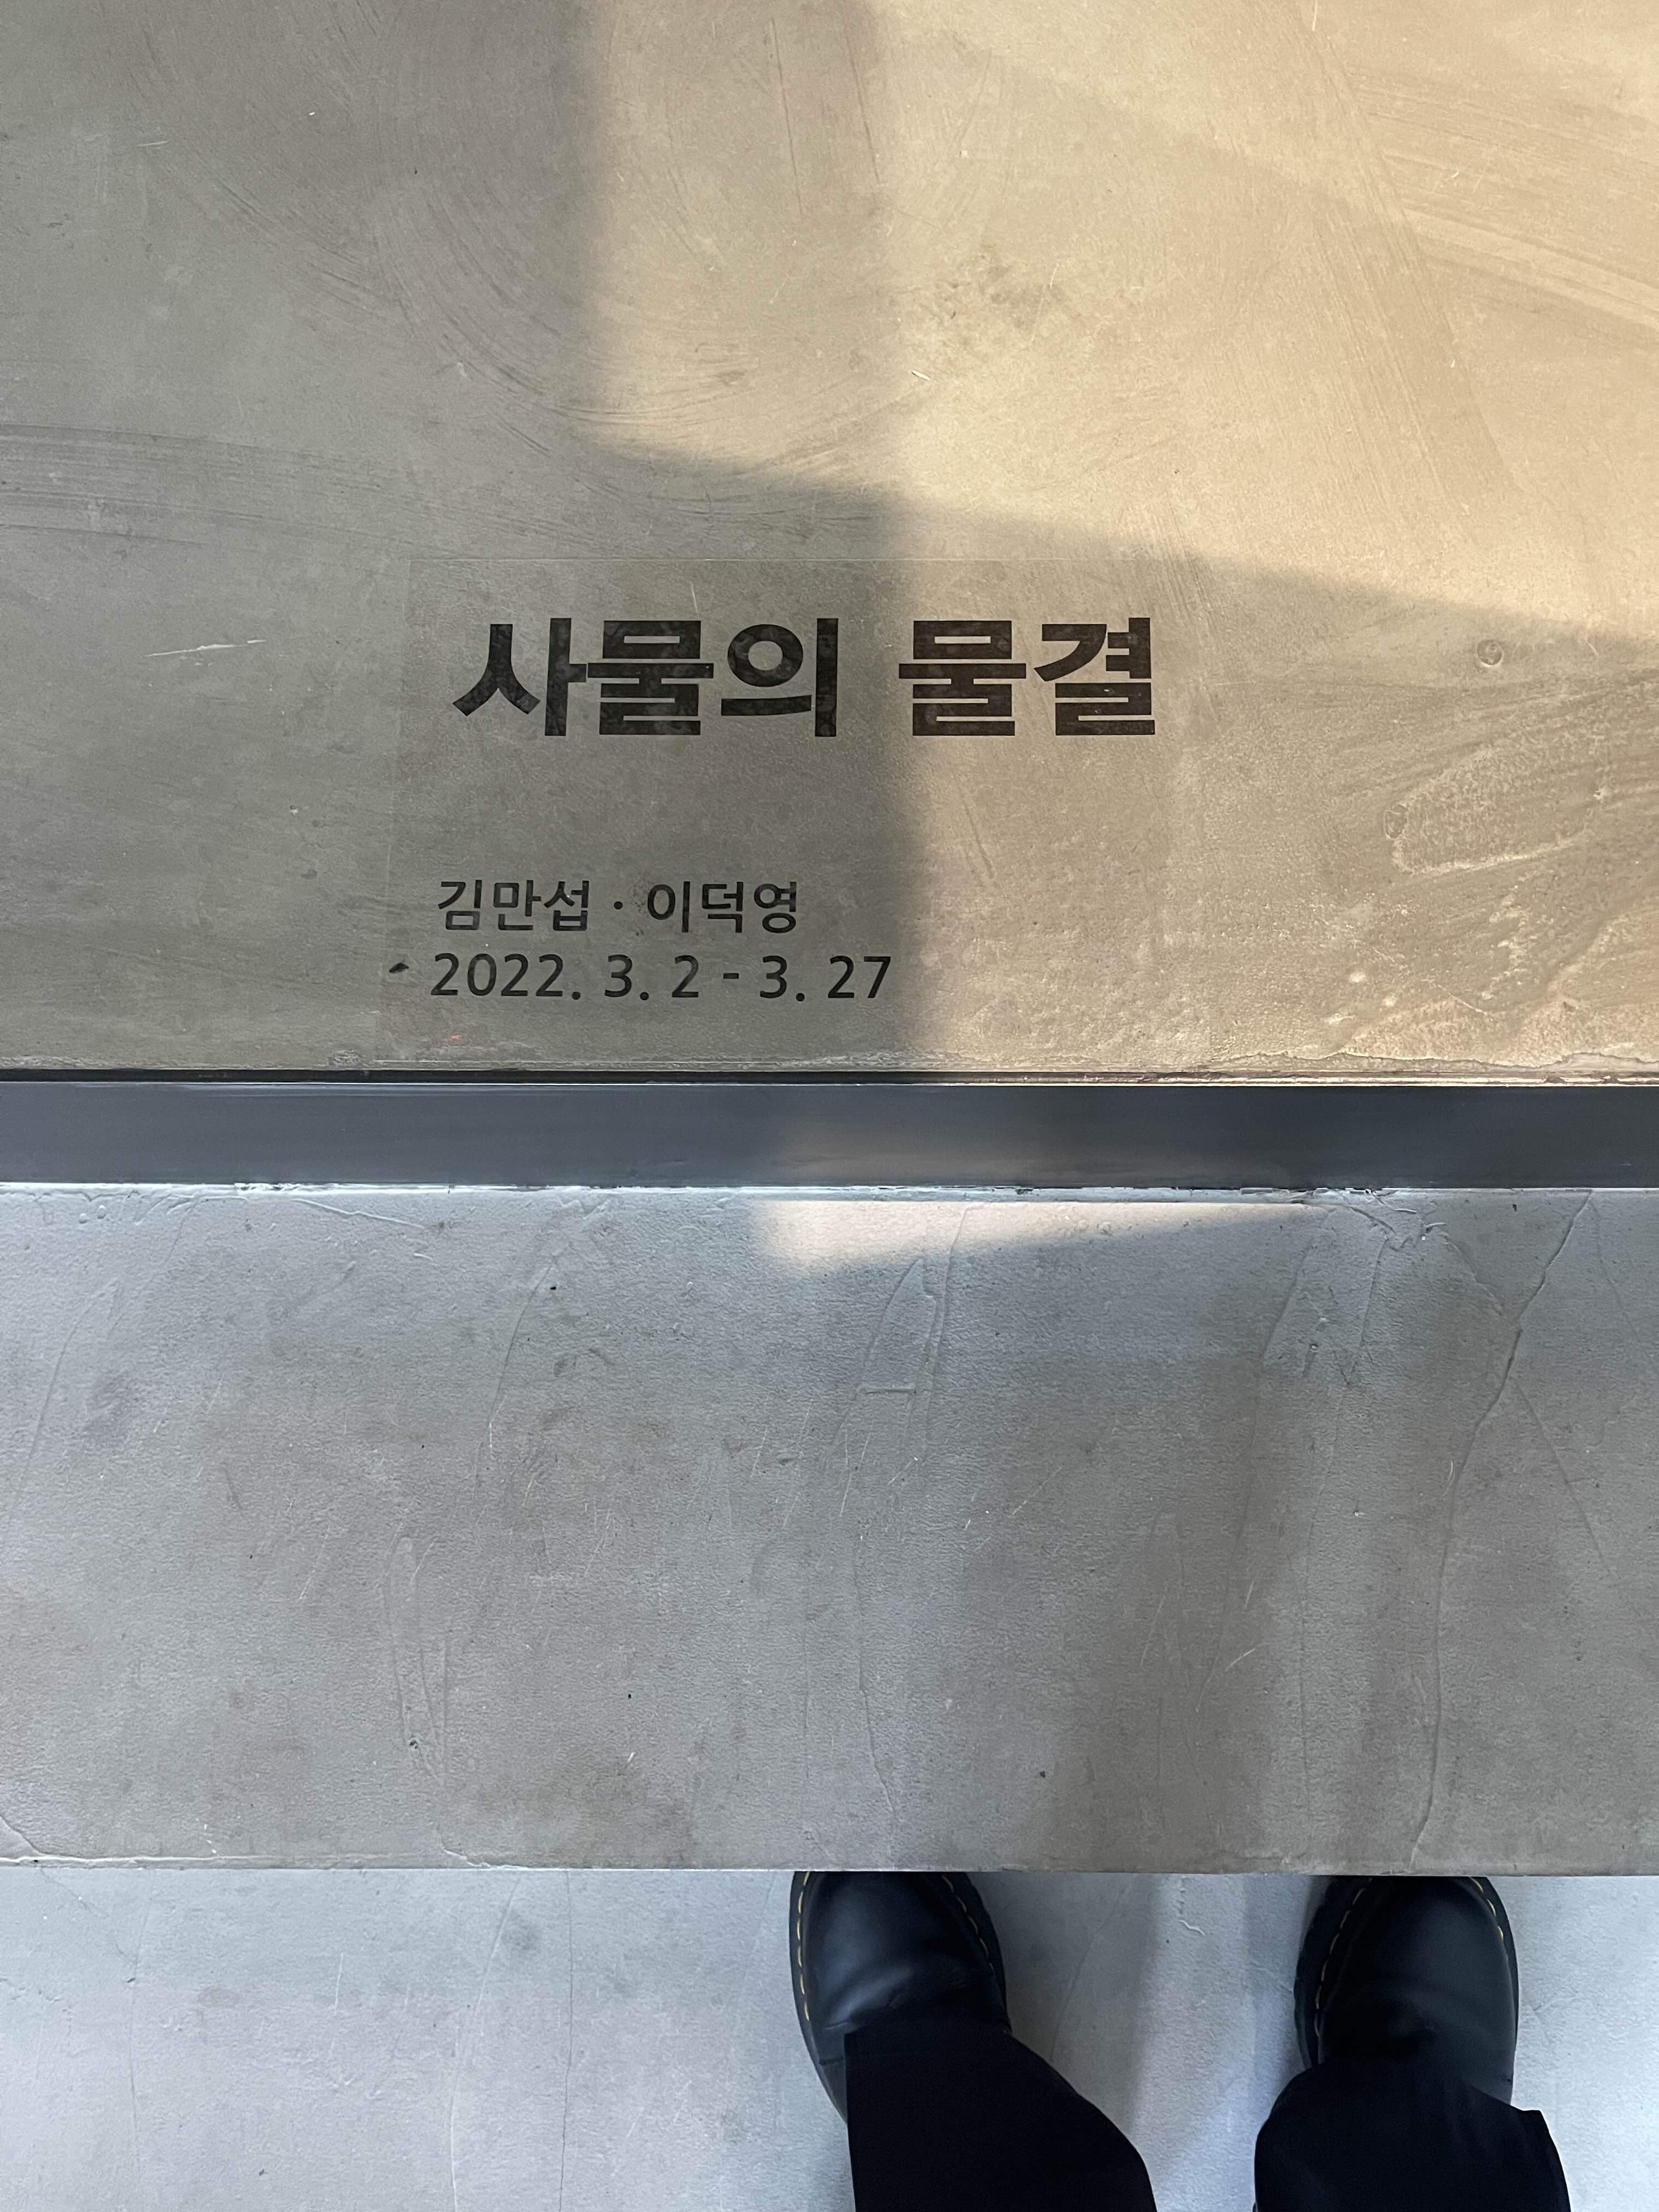 사물의 물결
김만섭 · 이덕영
2022. 3. 2 - 3. 27